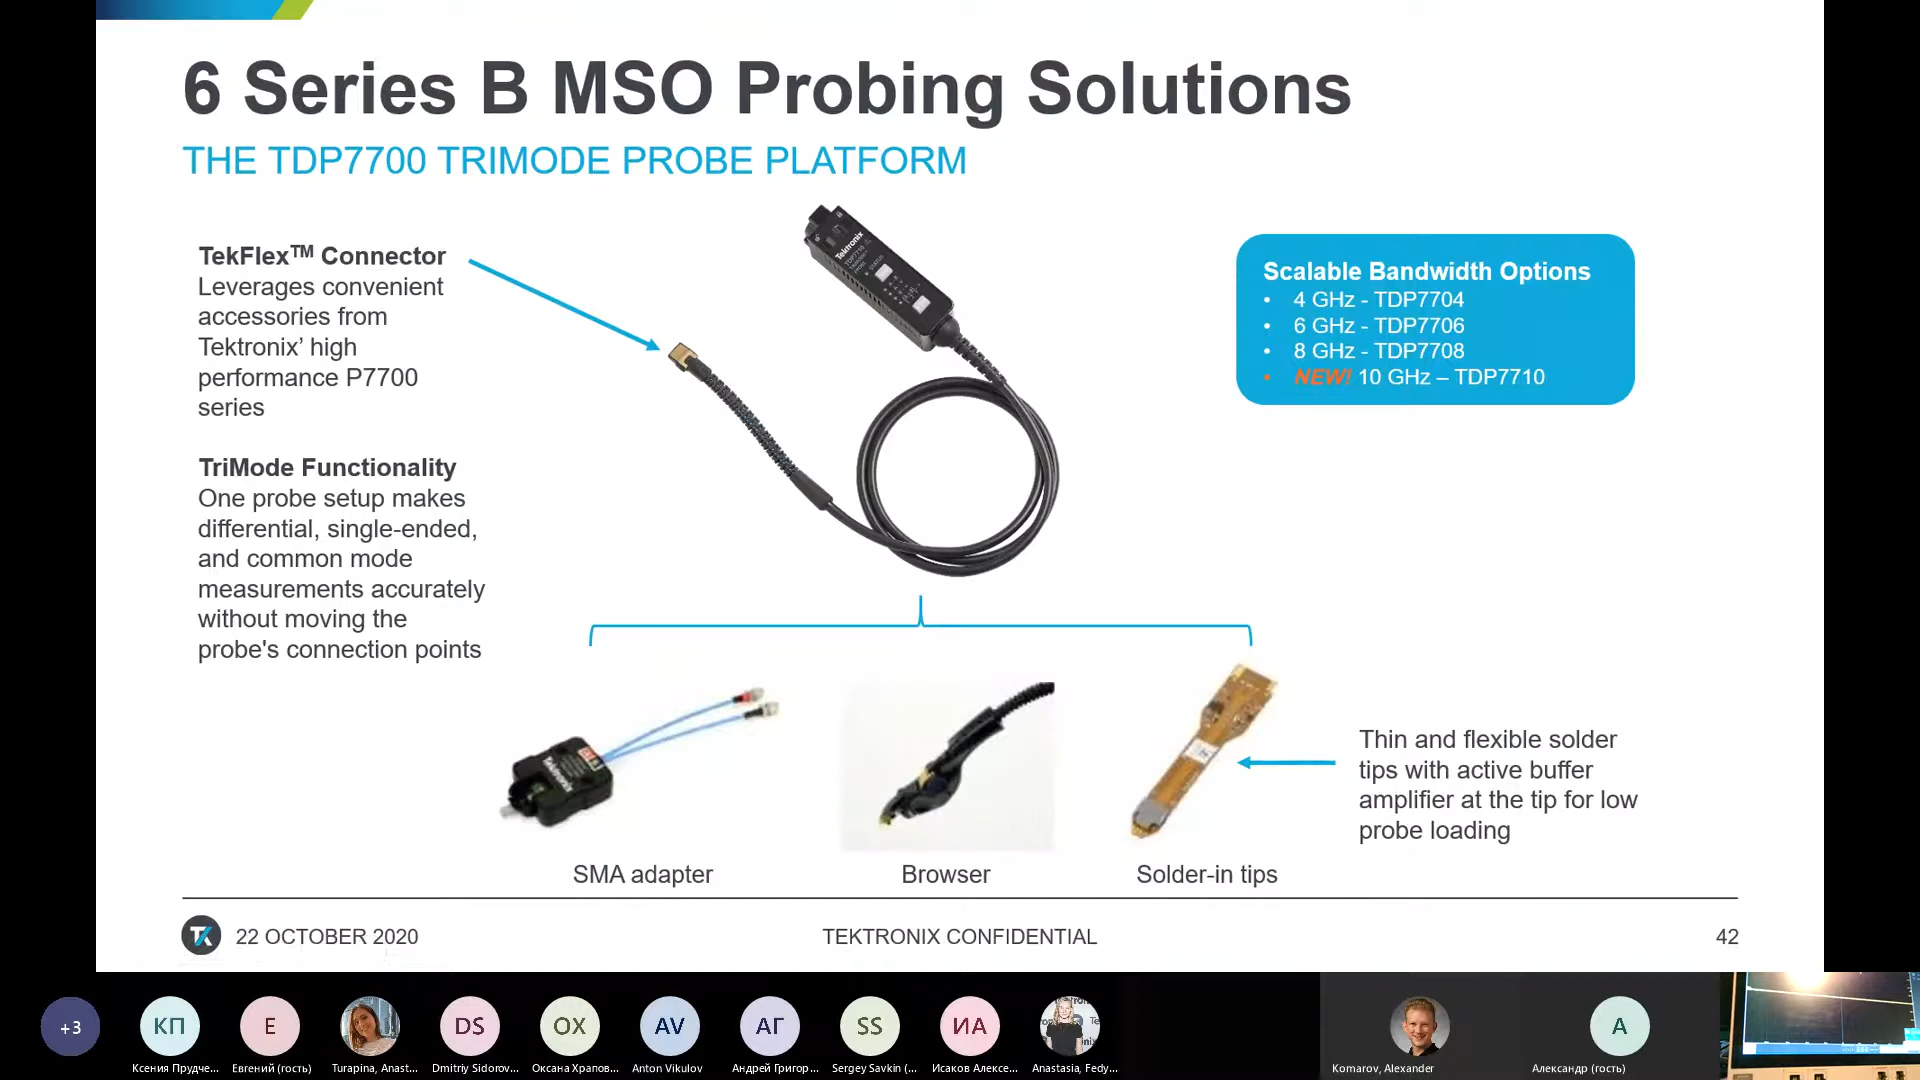 6 Series B MSO Probing Solutions
THE TDP7700 TRIMODE PROBE PLATFORM
TekFlex™ Connector
Leverages convenient
accessories from
Tektronix’ high
performance P7700
series
TriMode Functionality
One probe setup makes
differential, single-ended,
and common mode
measurements accurately
without moving the
probe's connection points
Tektronix
TDP7710
Scalable Bandwidth Options
• 4 GHz - TDP7704
• 6 GHz - TDP7706
• 8 GHz - TDP7708
• NEW! 10 GHz – TDP7710
Tektronix
Thin and flexible solder
tips with active buffer
amplifier at the tip for low
probe loading
SMA adapter
Browser
Solder-in tips
22 OCTOBER 2020
TEKTRONIX CONFIDENTIAL
42
+3
КП
Е
DS
ОХ
AV
АГ
SS
ИА
А
Ксения Прудче...
Евгений (гость)
Turapina, Anast...
Dmitriy Sidorov...
Оксана Храпов...
Anton Vikulov
Андрей Григор...
Sergey Savkin (...
Исаков Алексе...
Anastasia, Fedy...
Komarov, Alexander
Александр (гость)